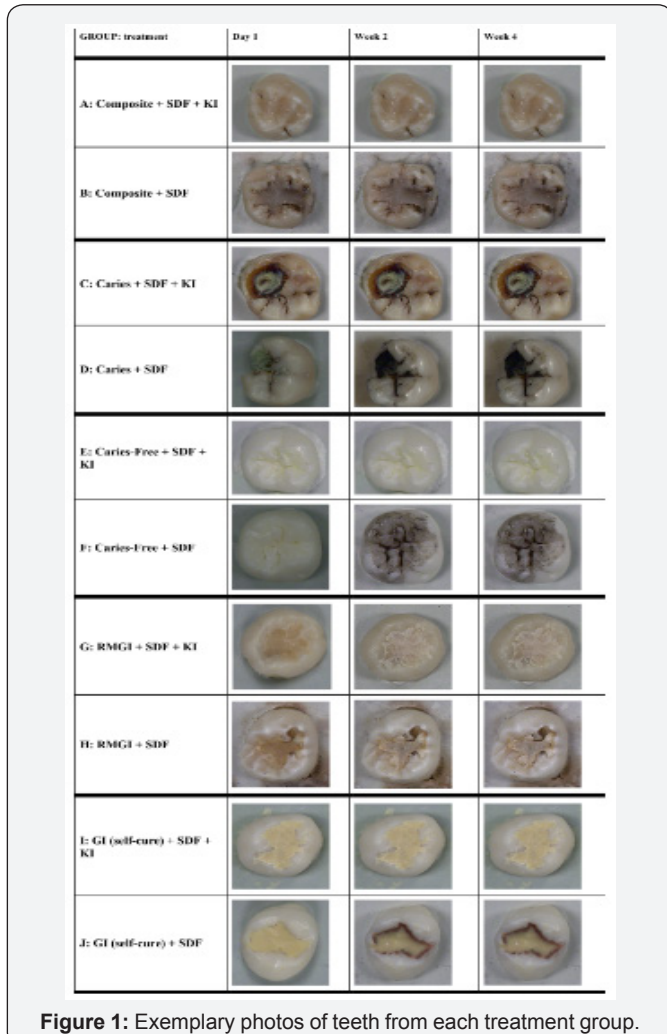 GROUP: treatment Day 1 Week 2 Week 4
A: Composite + SDF + KI
B: Composite + SDF
C: Caries + SDF + KI
D: Caries + SDF
E: Caries-Free + SDF +
KI
F: Caries-Free + SDF
G: RMGI + SDF + KI
H: RMGI + SDF
I: GI (self-cure) + SDF +
KI
J: GI (self-cure) + SDF
Figure 1: Exemplary photos of teeth from each treatment group.